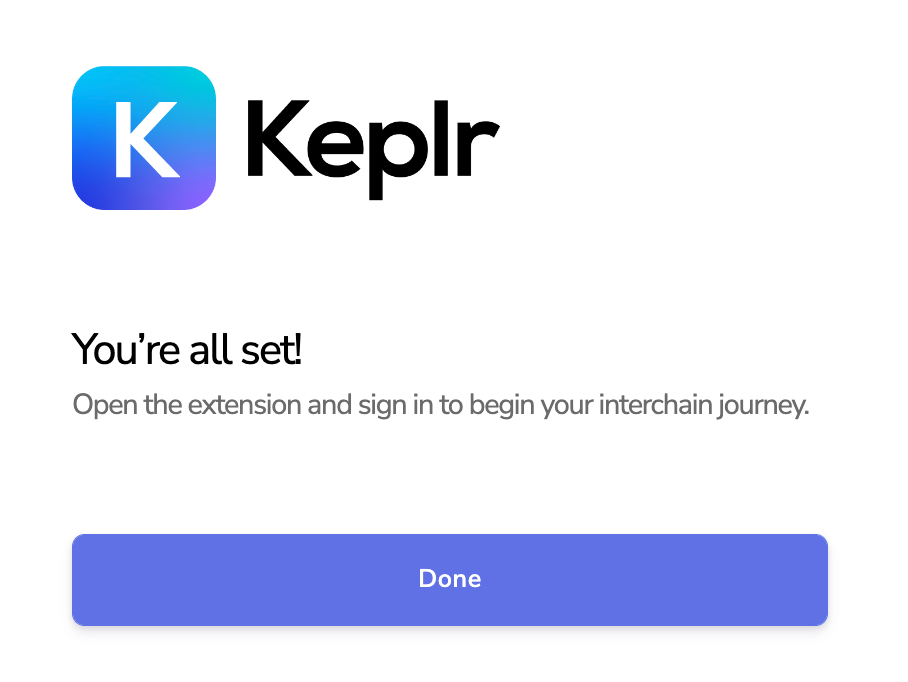 K Keplr
You’re all set!
Open the extension and sign in to begin your interchain journey.
Done